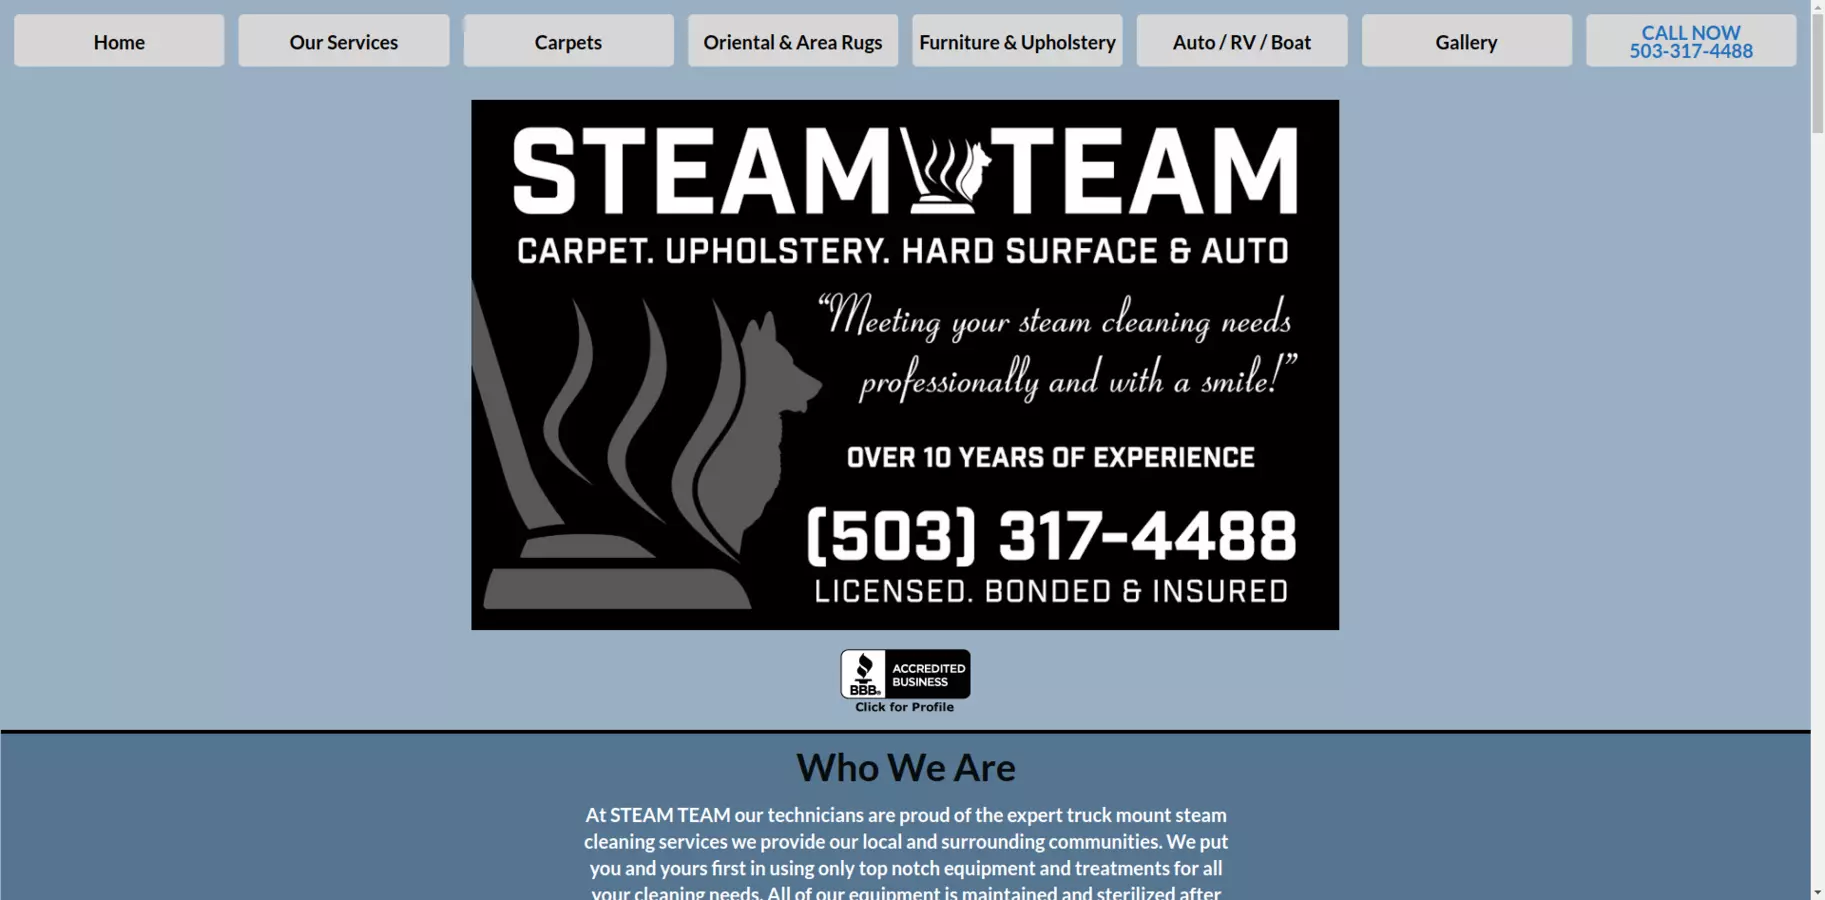 Home
Our Services
Carpets
Oriental & Area Rugs
Furniture & Upholstery
Auto / RV / Boat
Gallery
CALL NOW
503-317-4488
STEAM TEAM
CARPET. UPHOLSTERY. HARD SURFACE & AUTO
“Meeting your steam cleaning needs
professionally and with a smile!”
OVER 10 YEARS OF EXPERIENCE
(503) 317-4488
LICENSED. BONDED & INSURED
BBB® ACCREDITED
BUSINESS
Click for Profile
Who We Are
At STEAM TEAM our technicians are proud of the expert truck mount steam
cleaning services we provide our local and surrounding communities. We put
you and yours first in using only top notch equipment and treatments for all
your cleaning needs. All of our equipment is maintained and sterilized after